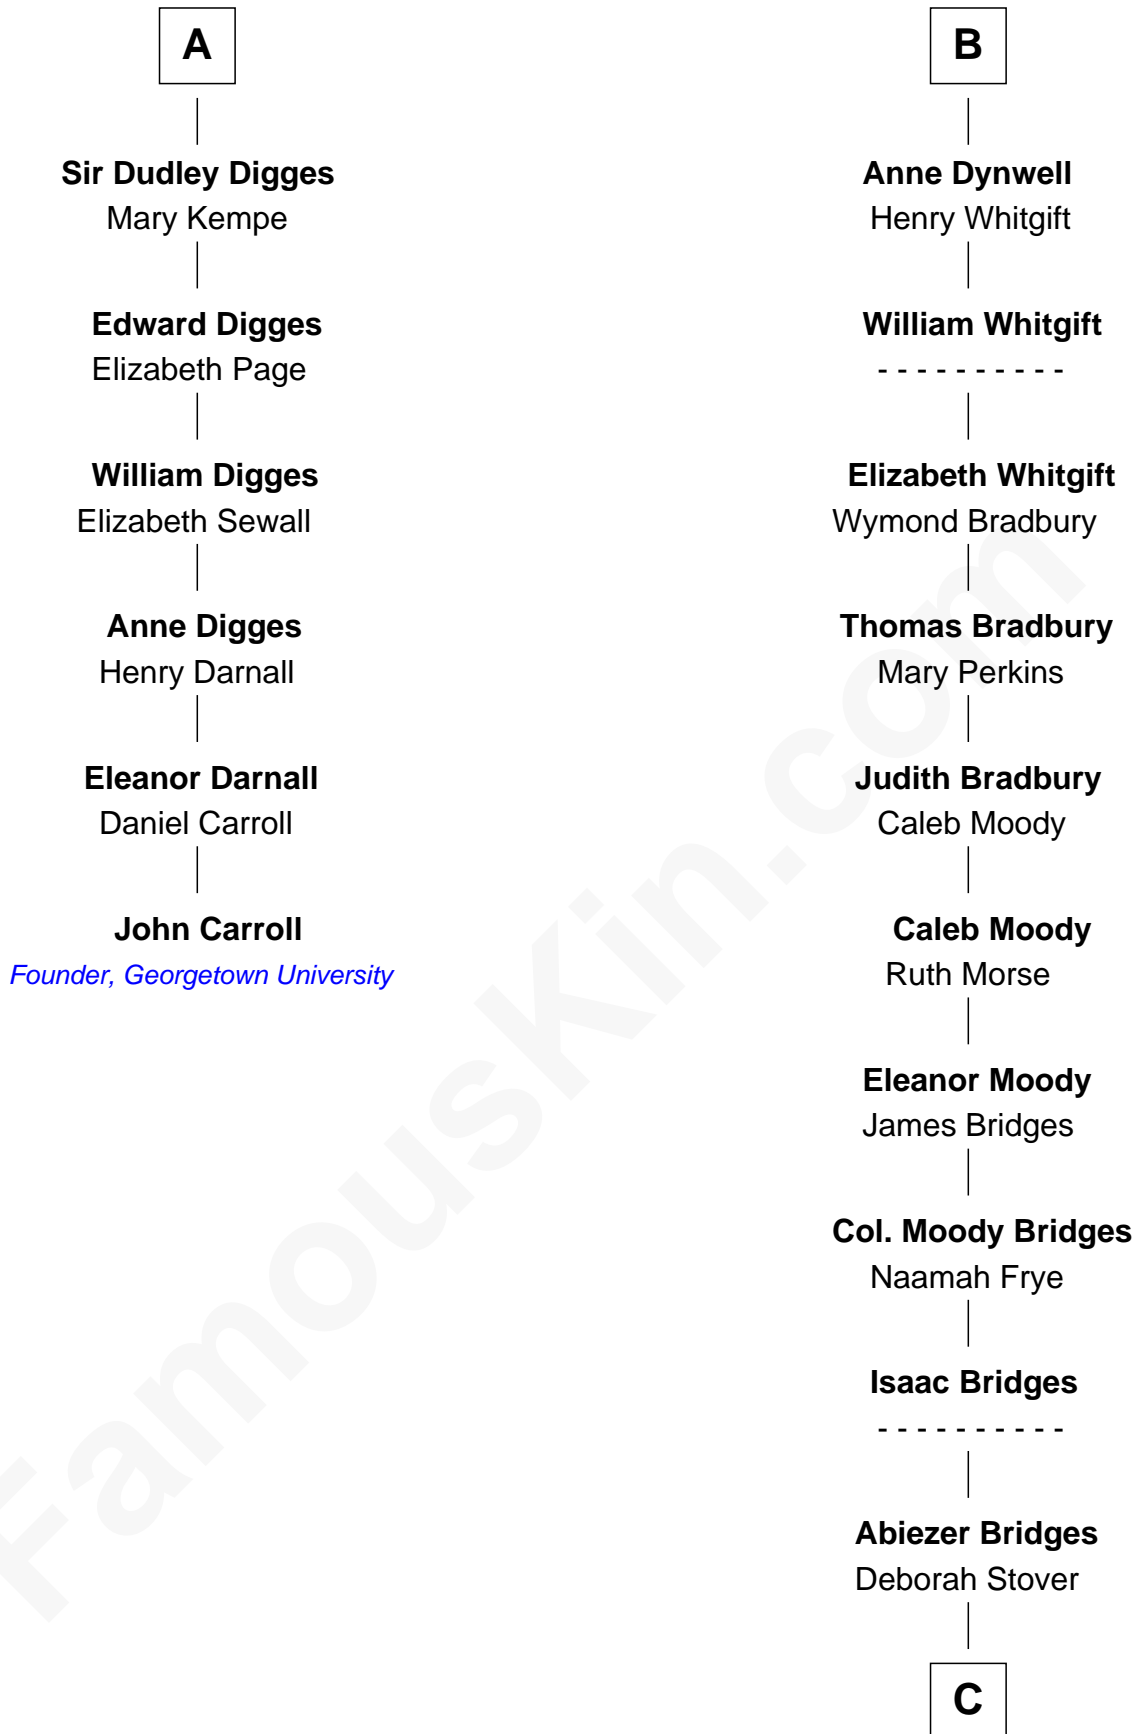 A
Sir Dudley Digges
Mary Kempe
Edward Digges
Elizabeth Page
William Digges
Elizabeth Sewall
Anne Digges
Henry Darnall
Eleanor Darnall
Daniel Carroll
John Carroll
Founder, Georgetown University
B
Anne Dynwell
Henry Whitgift
William Whitgift
- - - - - - - - - -
Elizabeth Whitgift
Wymond Bradbury
Thomas Bradbury
Mary Perkins
Judith Bradbury
Caleb Moody
Caleb Moody
Ruth Morse
Eleanor Moody
James Bridges
Col. Moody Bridges
Naamah Frye
Isaac Bridges
- - - - - - - - - -
Abiezer Bridges
Deborah Stover
C
FamousKin.com